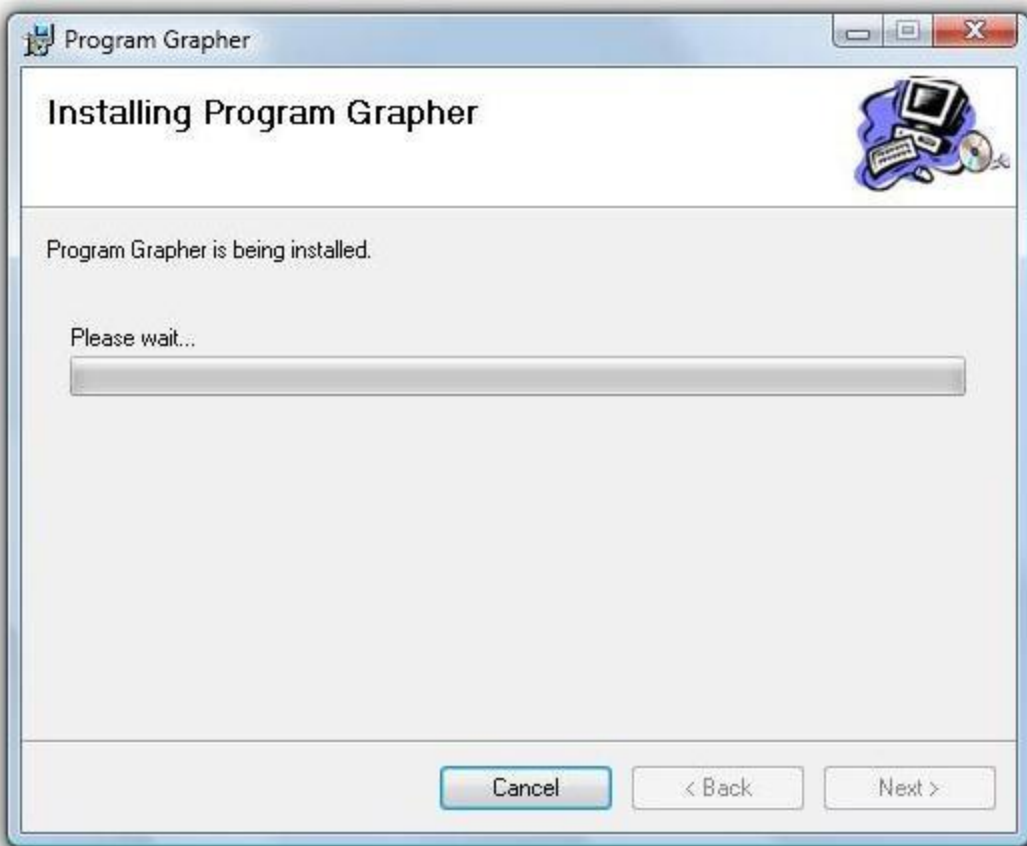 Program Grapher
Installing Program Grapher
Program Grapher is being installed.
Please wait...
Cancel
< Back
Next >